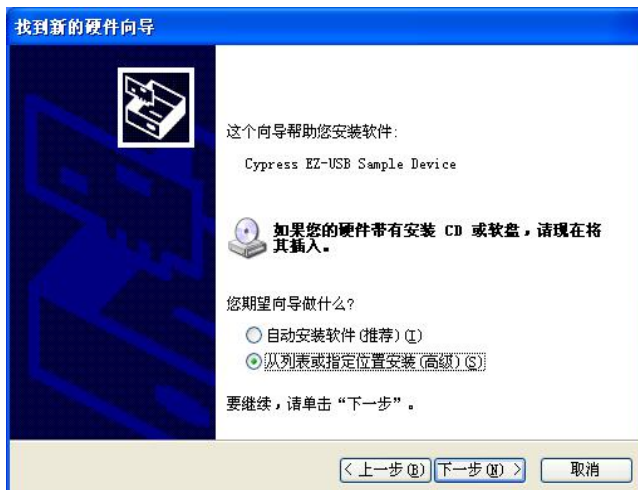 找到新的硬件向导
这个向导帮助您安装软件:
Cypress EZ-USB Sample Device
如果您的硬件带有安装 CD 或软盘，请现在将
其插入。
您期望向导做什么?
自动安装软件(推荐)(I)
从列表或指定位置安装(高级)(S)
要继续，请单击“下一步”。
< 上一步(B) 下一步(N) > 取消